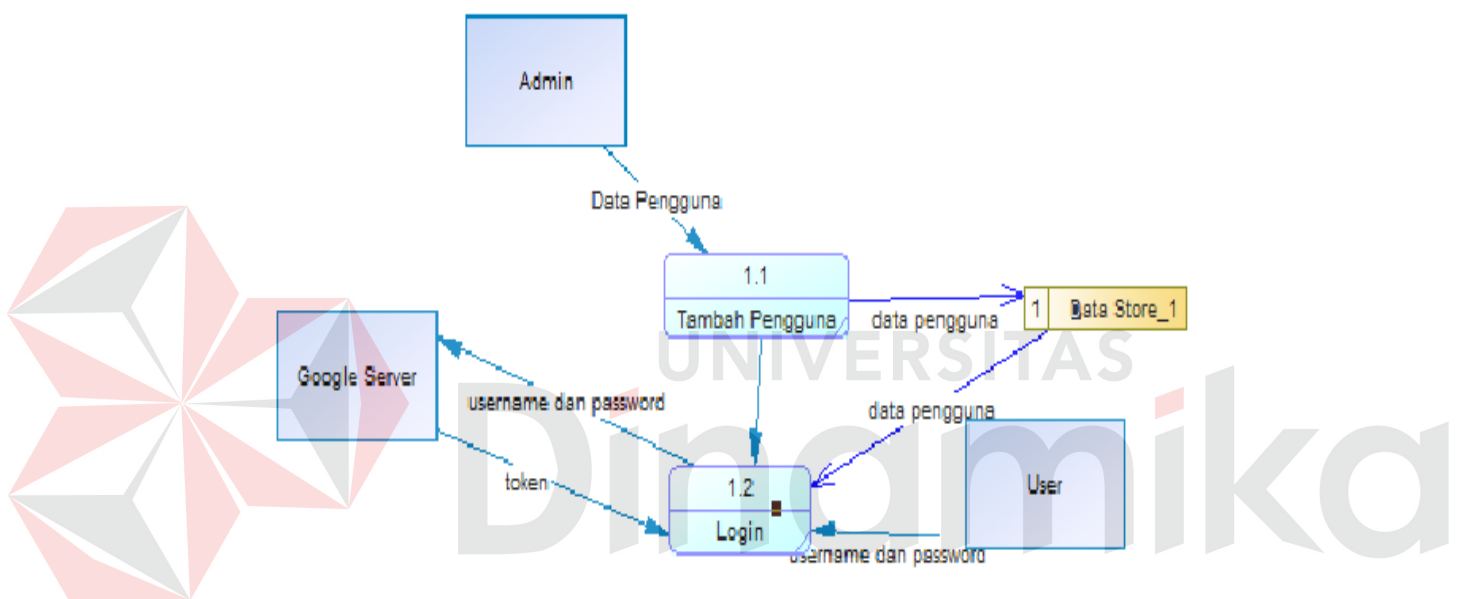 Admin
Data Pengguna
1.1
Tambah Pengguna
data pengguna
1 Data Store_1
UNIVERSITAS
Dinamika
Google Server
username dan password
data pengguna
token
1.2
Login
User
username dan password